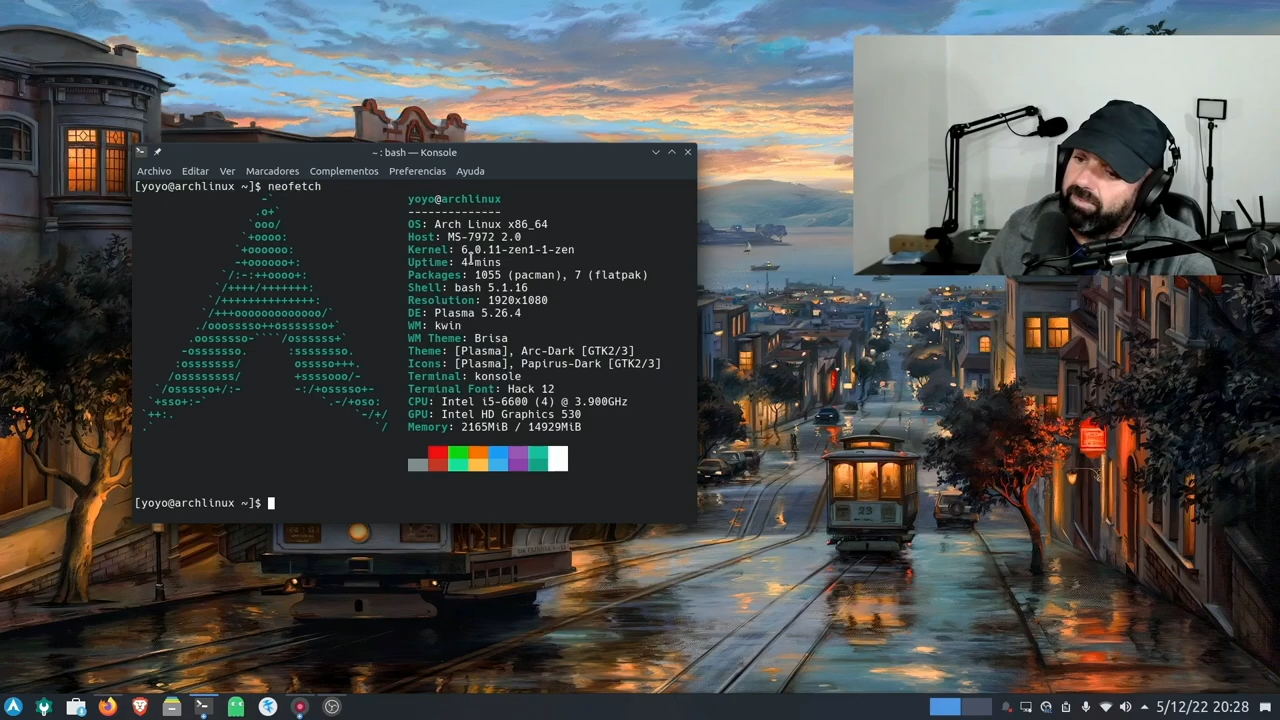 ~ : bash — Konsole
Archivo Editar Ver Marcadores Complementos Preferencias Ayuda
[yoyo@archlinux ~]$ neofetch
yoyo@archlinux
--------------
OS: Arch Linux x86_64
Host: MS-7972 2.0
Kernel: 6.0.11-zen1-1-zen
Uptime: 44 mins
Packages: 1055 (pacman), 7 (flatpak)
Shell: bash 5.1.16
Resolution: 1920x1080
DE: Plasma 5.26.4
WM: kwin
WM Theme: Brisa
Theme: [Plasma], Arc-Dark [GTK2/3]
Icons: [Plasma], Papirus-Dark [GTK2/3]
Terminal: konsole
Terminal Font: Hack 12
CPU: Intel i5-6600 (4) @ 3.900GHz
GPU: Intel HD Graphics 530
Memory: 2165MiB / 14929MiB
[yoyo@archlinux ~]$
23
5/12/22 20:28